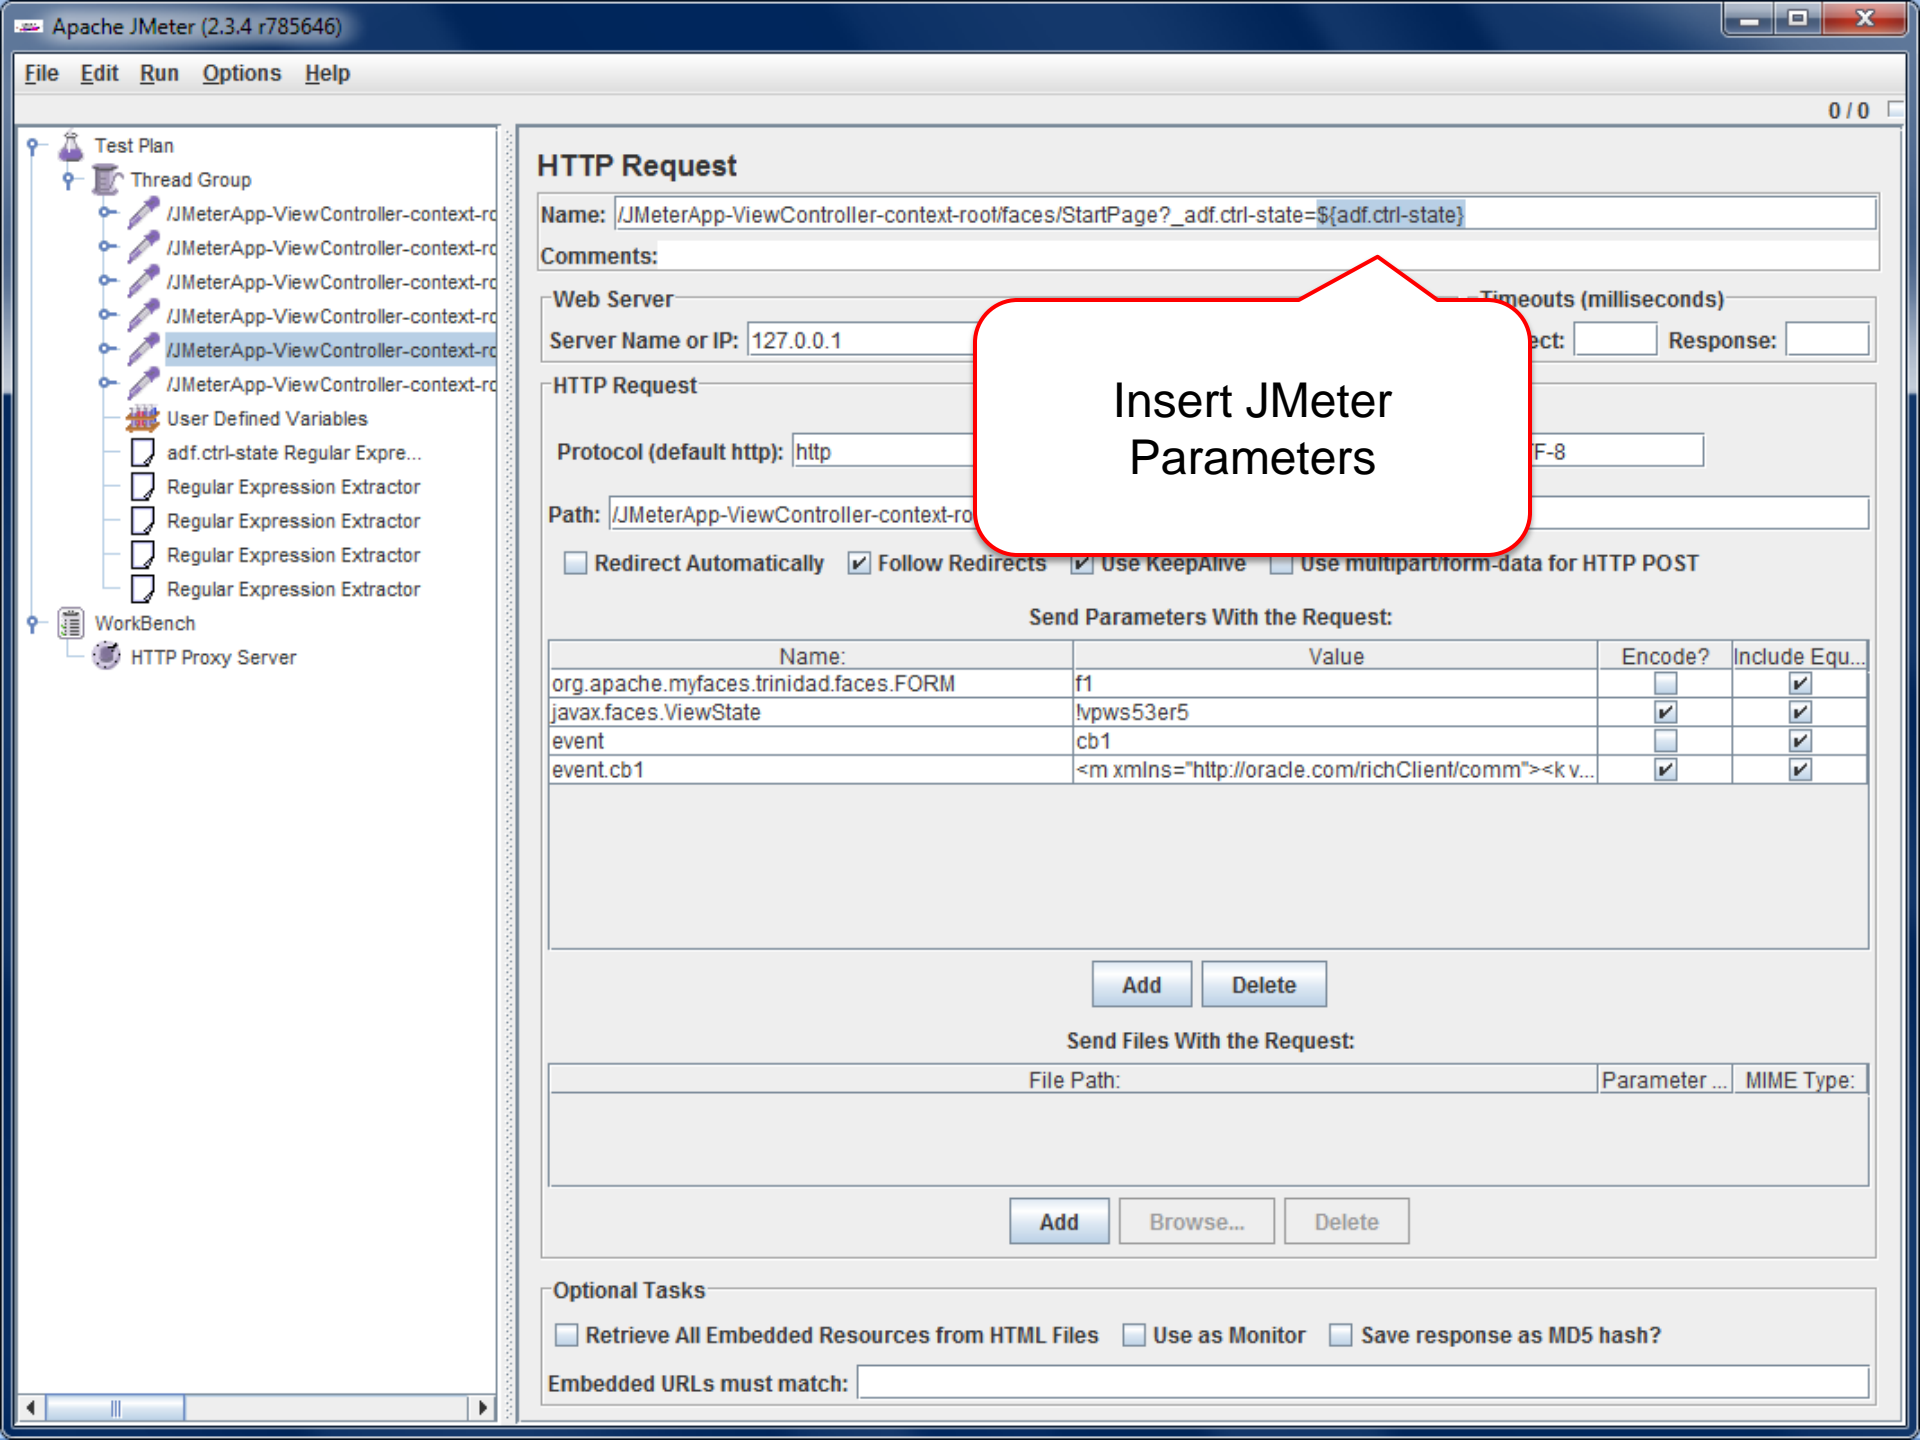 Apache JMeter (2.3.4 r785646)
File Edit Run Options Help
0 / 0
Test Plan
Thread Group
/JMeterApp-ViewController-context-ro
/JMeterApp-ViewController-context-ro
/JMeterApp-ViewController-context-ro
/JMeterApp-ViewController-context-ro
/JMeterApp-ViewController-context-ro
/JMeterApp-ViewController-context-ro
User Defined Variables
adf.ctrl-state Regular Expre...
Regular Expression Extractor
Regular Expression Extractor
Regular Expression Extractor
Regular Expression Extractor
WorkBench
HTTP Proxy Server
HTTP Request
Name: /JMeterApp-ViewController-context-root/faces/StartPage?_adf.ctrl-state=${adf.ctrl-state}
Comments:
Web Server
Server Name or IP: 127.0.0.1
Timeouts (milliseconds)
ect: Response:
Insert JMeter
Parameters
HTTP Request
Protocol (default http): http
F-8
Path: /JMeterApp-ViewController-context-ro
Redirect Automatically Follow Redirects Use KeepAlive Use multipart/form-data for HTTP POST
Send Parameters With the Request:
Name: Value Encode? Include Equ...
org.apache.myfaces.trinidad.faces.FORM f1
javax.faces.ViewState !vpws53er5
event cb1
event.cb1 <m xmlns="http://oracle.com/richClient/comm"><k v...
Add Delete
Send Files With the Request:
File Path: Parameter ... MIME Type:
Add Browse... Delete
Optional Tasks
Retrieve All Embedded Resources from HTML Files Use as Monitor Save response as MD5 hash?
Embedded URLs must match: